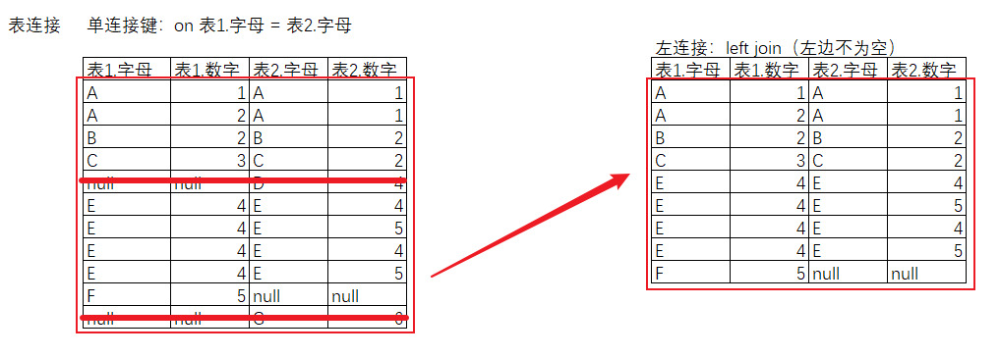 表连接 单连接键：on 表1.字母 = 表2.字母
表1.字母 表1.数字 表2.字母 表2.数字
A 1 A 1
A 2 A 1
B 2 B 2
C 3 C 2
null null D 4
E 4 E 4
E 4 E 5
E 4 E 4
E 4 E 5
F 5 null null
null null G 6
左连接：left join（左边不为空）
表1.字母 表1.数字 表2.字母 表2.数字
A 1 A 1
A 2 A 1
B 2 B 2
C 3 C 2
E 4 E 4
E 4 E 5
E 4 E 4
E 4 E 5
F 5 null null